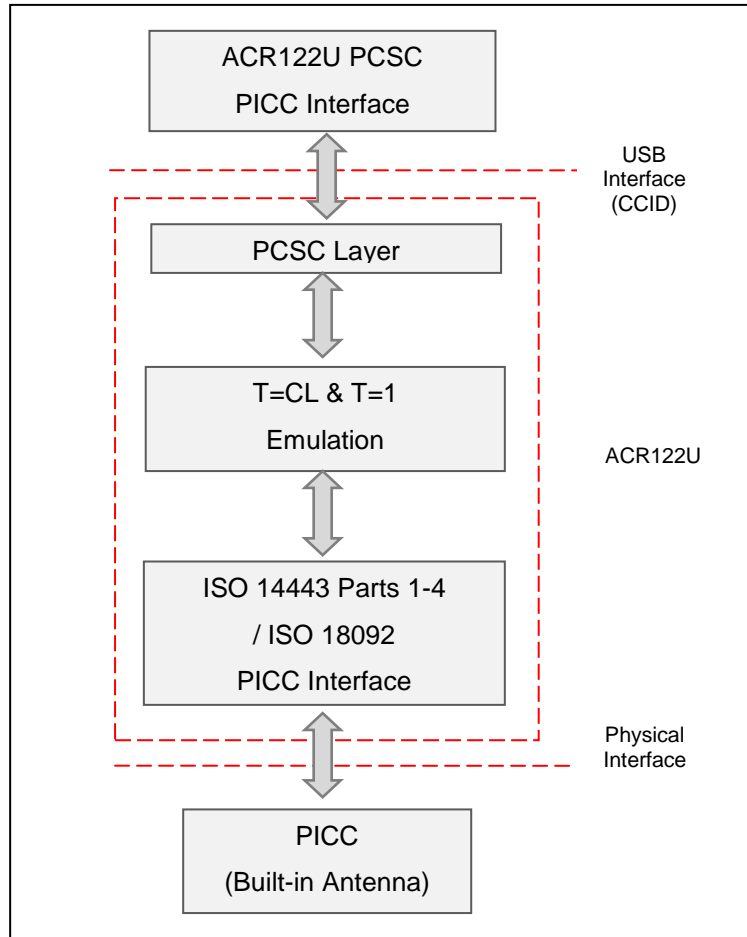 ACR122U PCSC
PICC Interface
USB
Interface
(CCID)
PCSC Layer
T=CL & T=1
Emulation
ACR122U
ISO 14443 Parts 1-4
/ ISO 18092
PICC Interface
Physical
Interface
PICC
(Built-in Antenna)